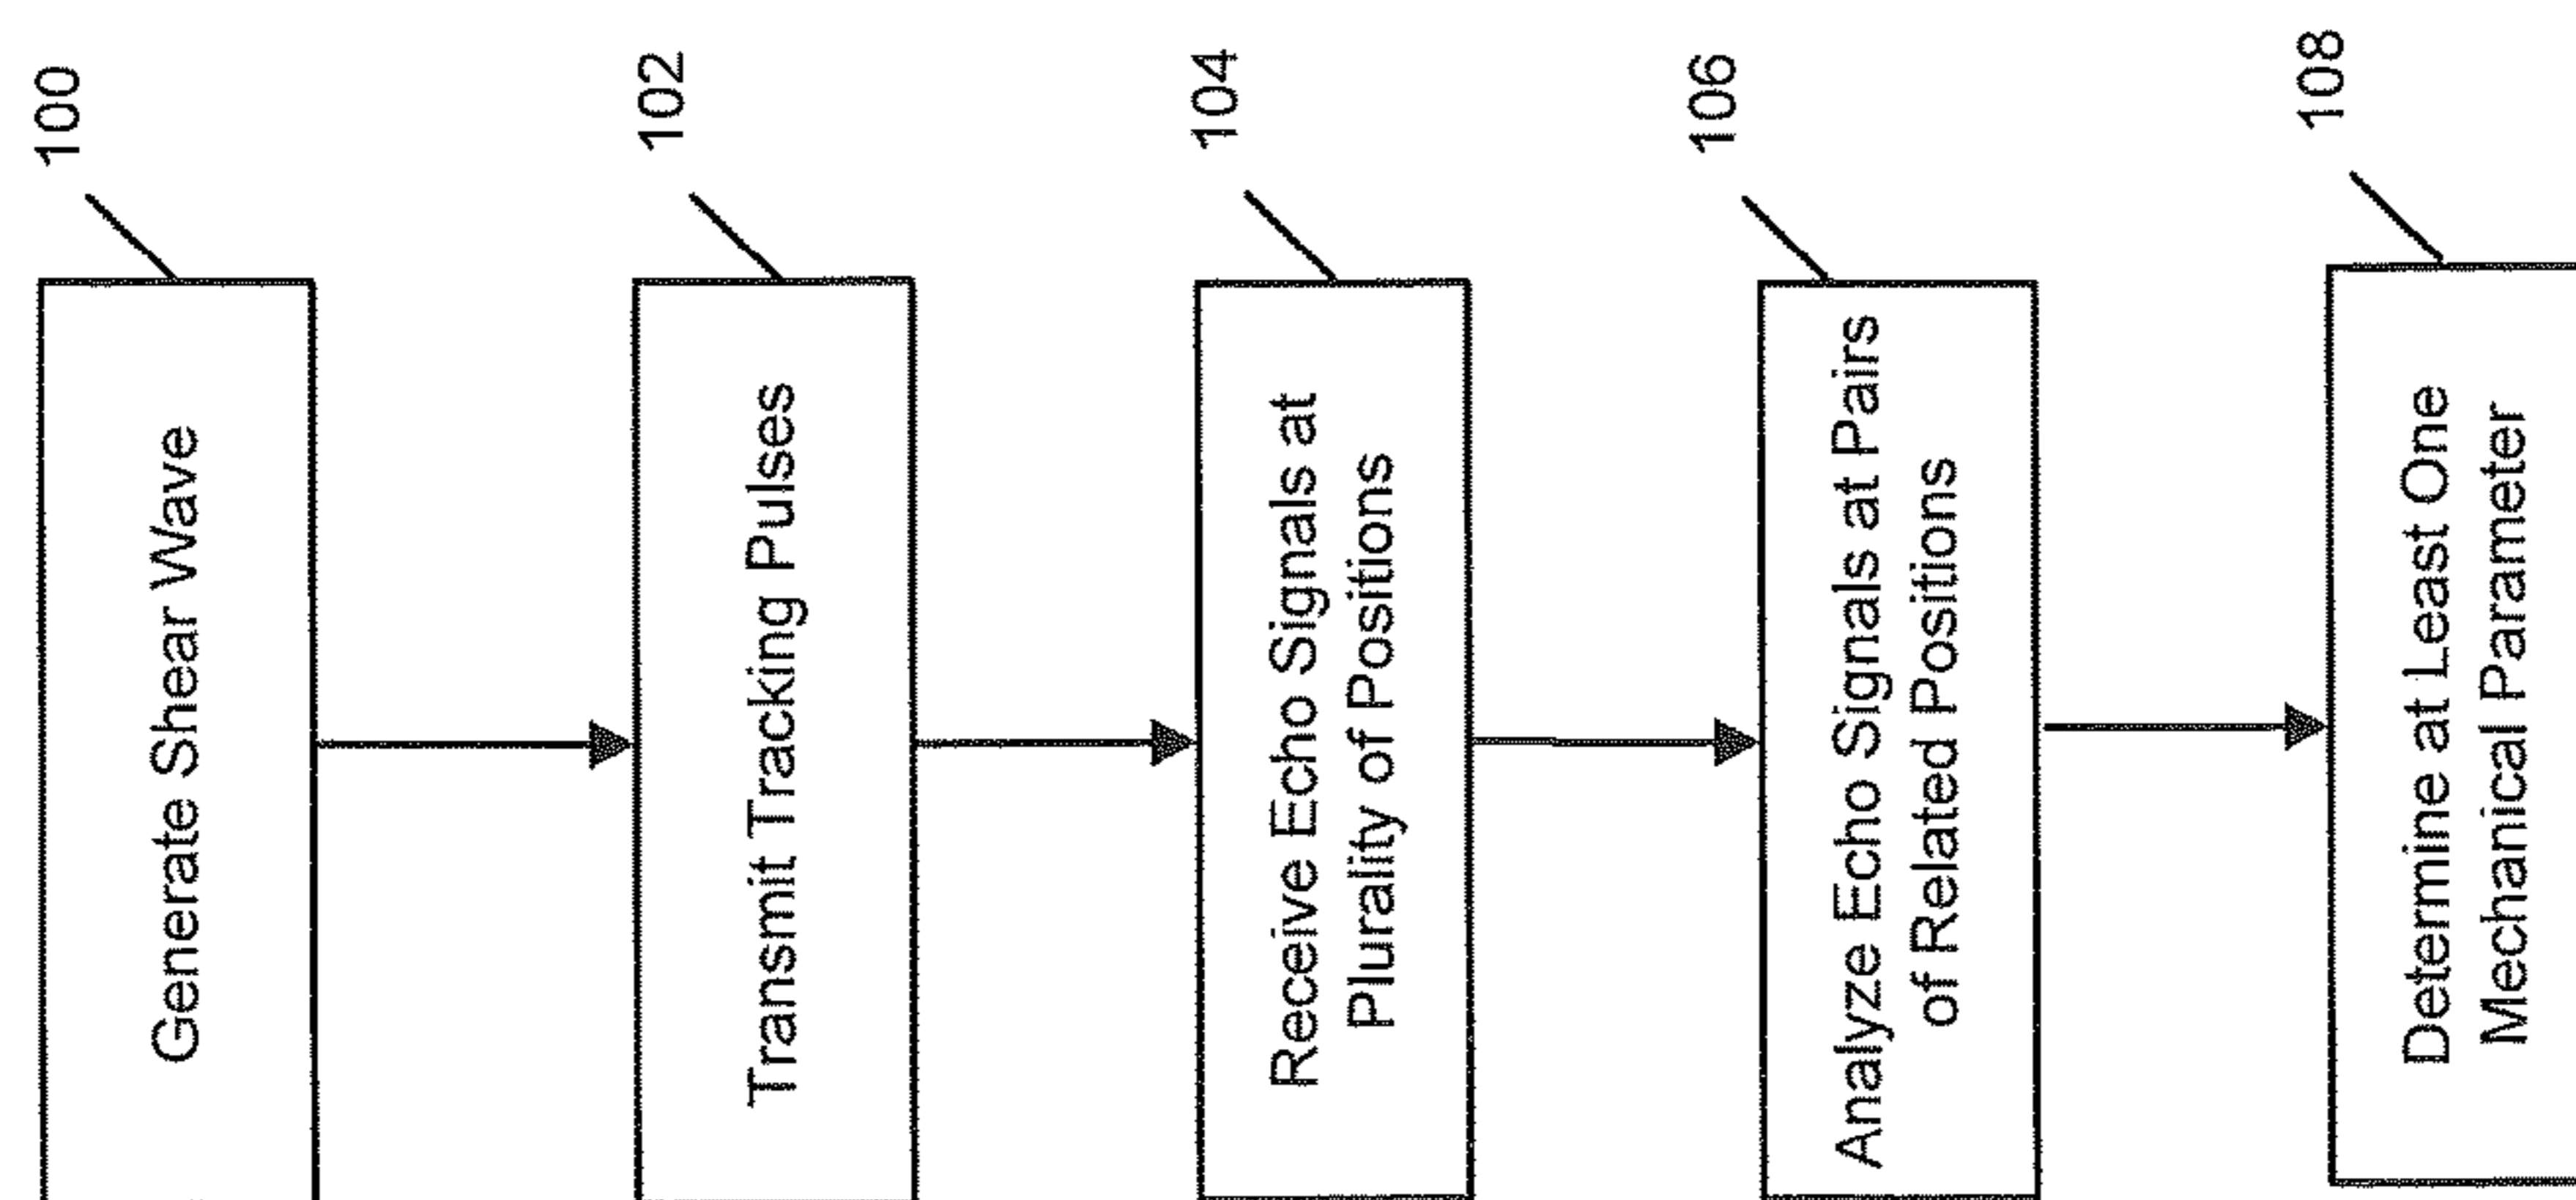 100
Generate Shear Wave
102
Transmit Tracking Pulses
104
Receive Echo Signals at
Plurality of Positions
106
Analyze Echo Signals at Pairs
of Related Positions
108
Determine at Least One
Mechanical Parameter